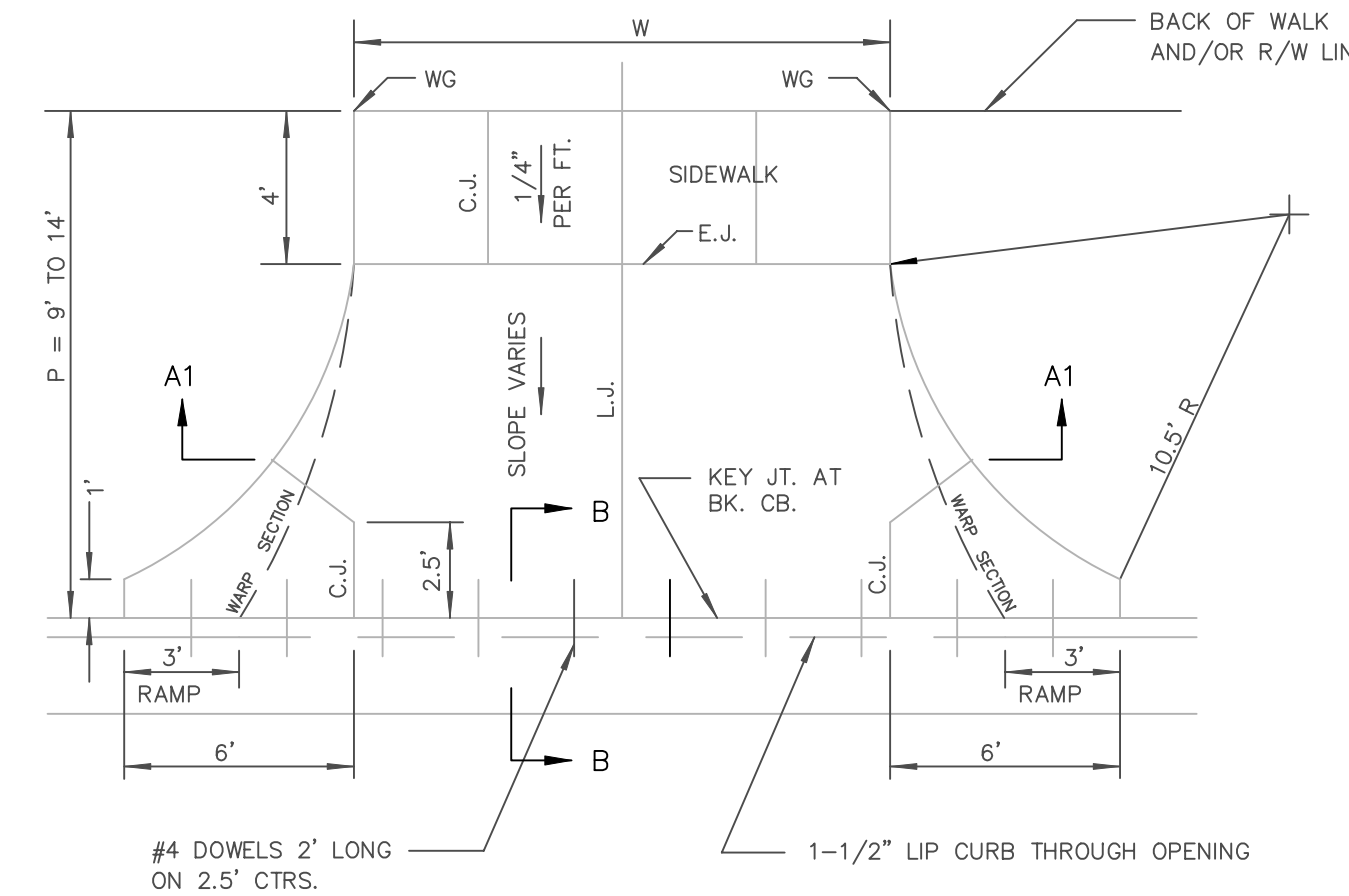 W
BACK OF WALK
AND/OR R/W
WG
WG
4'
C.J.
1/4"
PER FT.
SIDEWALK
E.J.
P = 9' TO 14'
SLOPE VARIES
L.J.
A1
A1
10.5' R
1'
WARP SECTION
C.J.
2.5'
B
KEY JT. AT
BK. CB.
C.J.
WARP SECTION
3'
RAMP
3'
RAMP
6'
B
6'
#4 DOWELS 2' LONG
ON 2.5' CTRS.
1-1/2" LIP CURB THROUGH OPENING